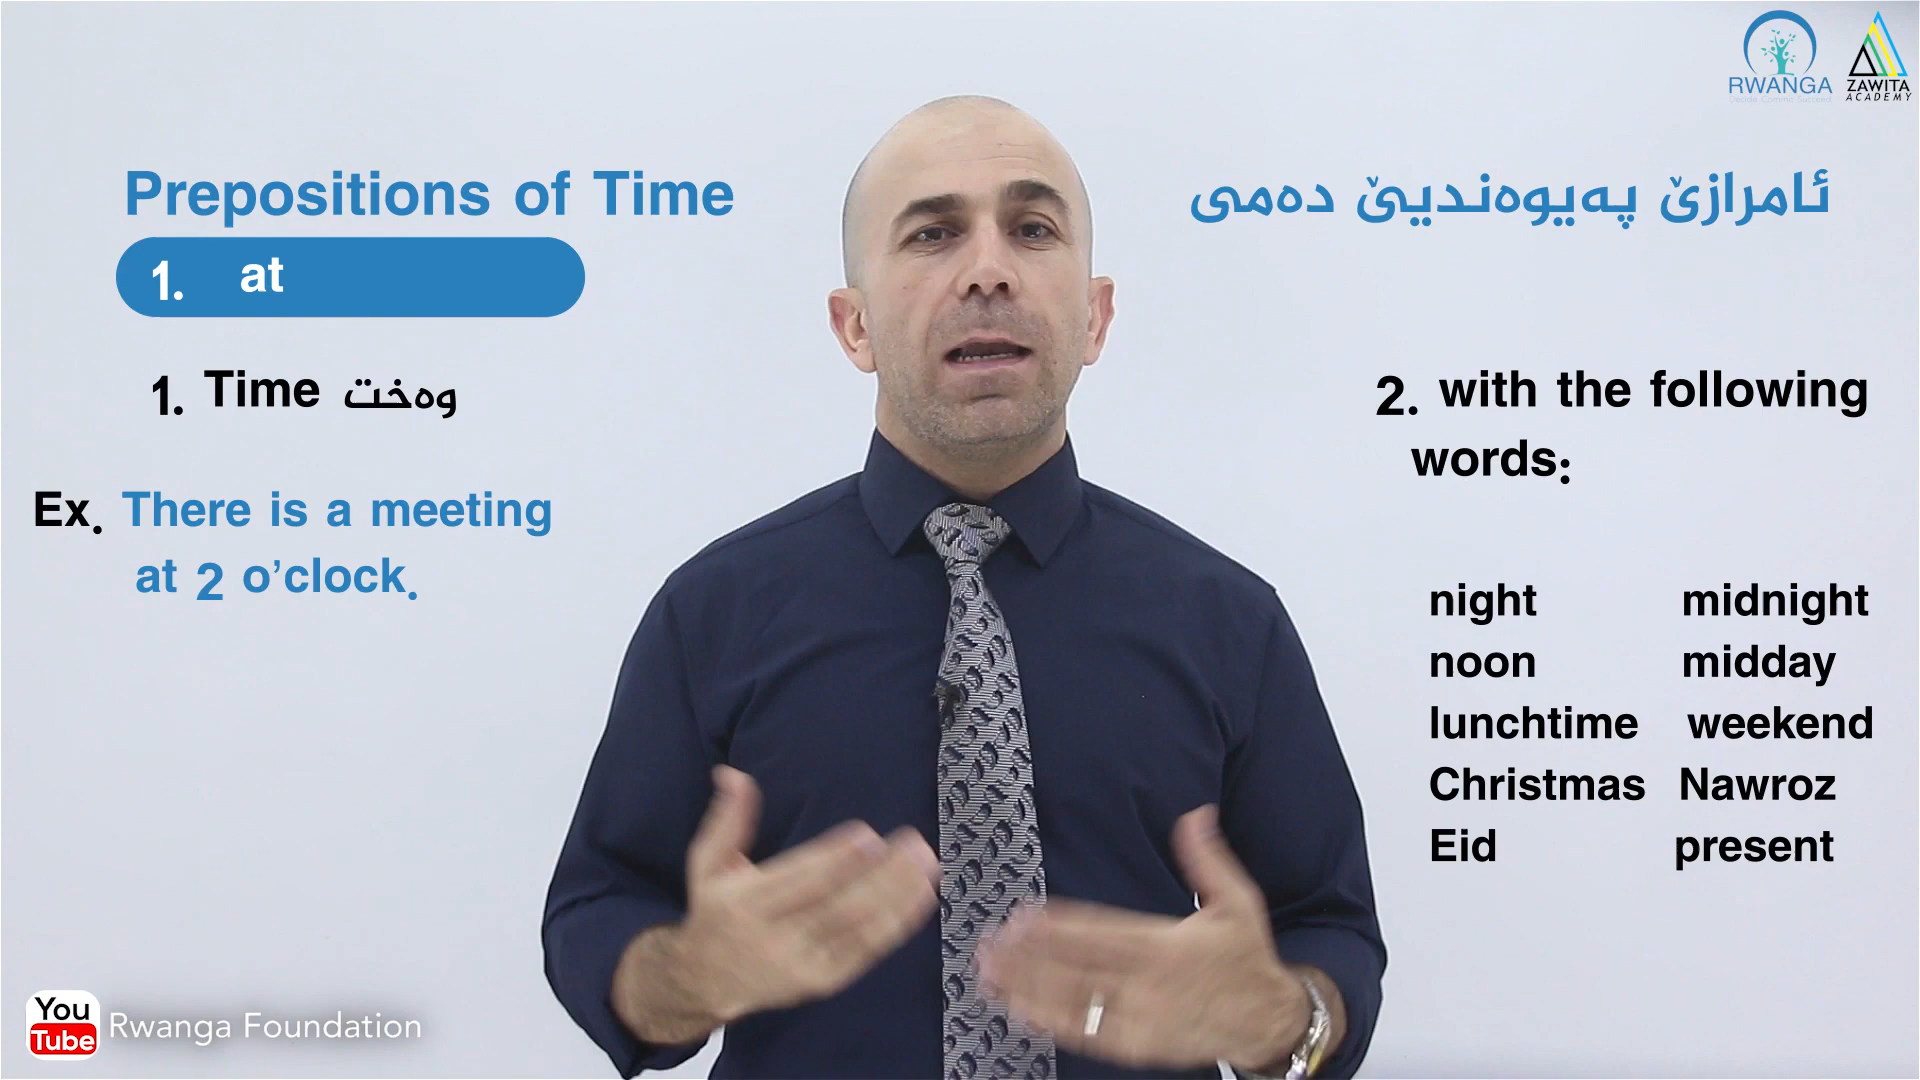 RWANGA
ZAWITA
ACADEMY
Prepositions of Time
ئامرازێ پەیوەندیێ دەمی
1. at
1. Time وەخت
Ex. There is a meeting
at 2 o’clock.
2. with the following
words:
night midnight
noon midday
lunchtime weekend
Christmas Nawroz
Eid present
You
Tube
Rwanga Foundation